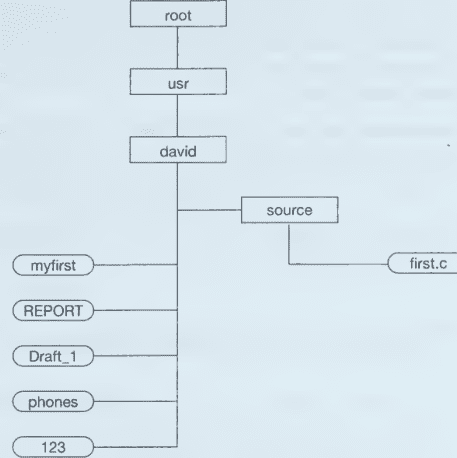 root
usr
david
source
myfirst
first.c
REPORT
Draft_1
phones
123